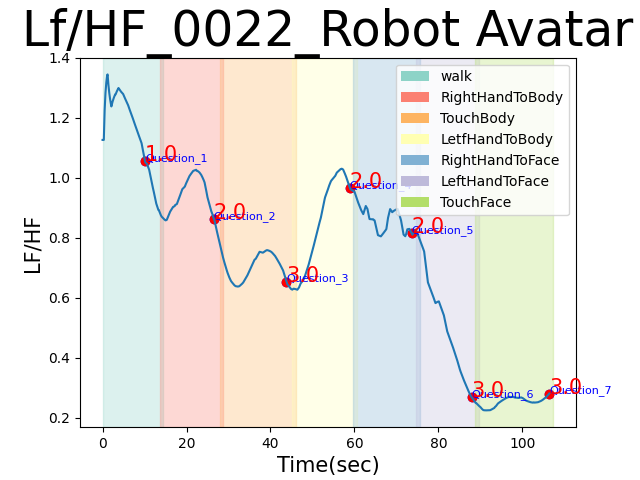 Lf/HF_0022_Robot Avatar
1.4
1.2
1.0
0.8
0.6
0.4
0.2
LF/HF
walk
RightHandToBody
TouchBody
LetfHandToBody
RightHandToFace
LeftHandToFace
TouchFace
1.0
Question_1
2.0
Question_2
3.0
Question_3
2.0
2.0
Question_5
3.0
Question_6
3.0
Question_7
0
20
40
60
80
100
Time(sec)